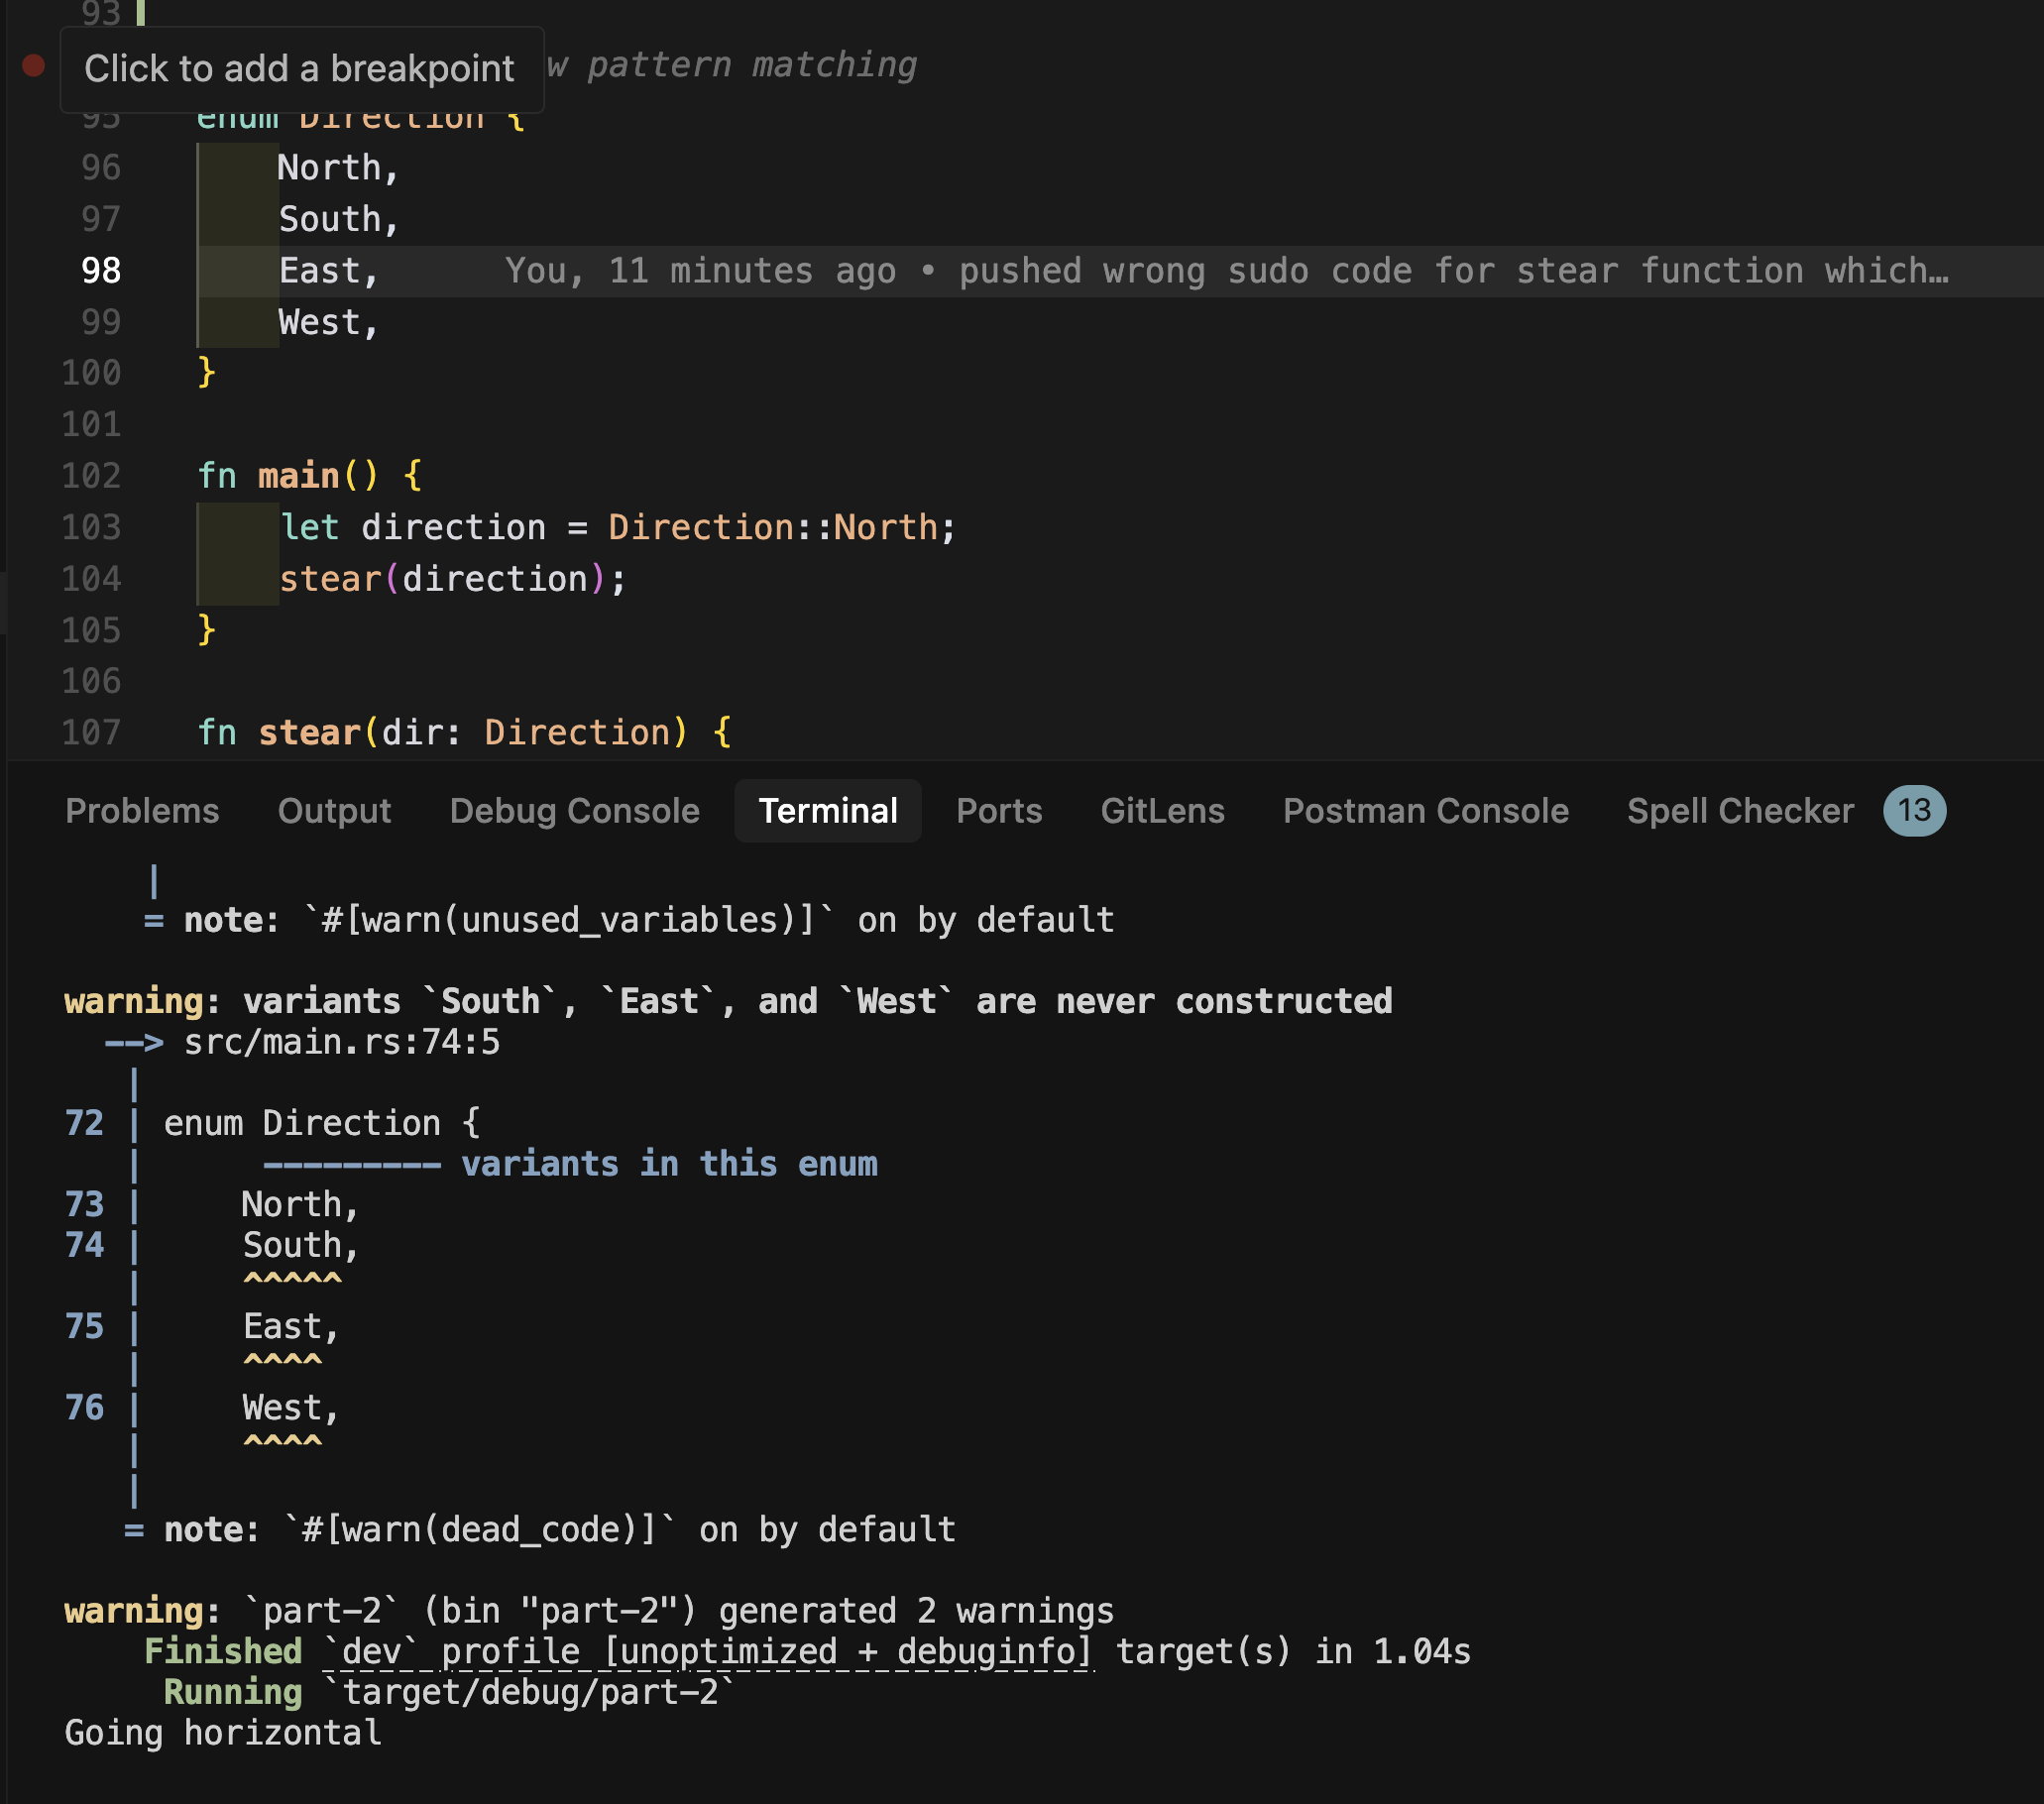 93
Click to add a breakpoint w pattern matching
95 enum Direction {
96 North,
97 South,
98 East, You, 11 minutes ago • pushed wrong sudo code for stear function which…
99 West,
100 }
101
102 fn main() {
103 let direction = Direction::North;
104 stear(direction);
105 }
106
107 fn stear(dir: Direction) {
Problems Output Debug Console Terminal Ports GitLens Postman Console Spell Checker 13
|
= note: `#[warn(unused_variables)]` on by default
warning: variants `South`, `East`, and `West` are never constructed
--> src/main.rs:74:5
|
72 | enum Direction {
| --------- variants in this enum
73 | North,
74 | South,
| ^^^^^
75 | East,
| ^^^^
76 | West,
| ^^^^
|
= note: `#[warn(dead_code)]` on by default
warning: `part-2` (bin "part-2") generated 2 warnings
Finished `dev` profile [unoptimized + debuginfo] target(s) in 1.04s
Running `target/debug/part-2`
Going horizontal